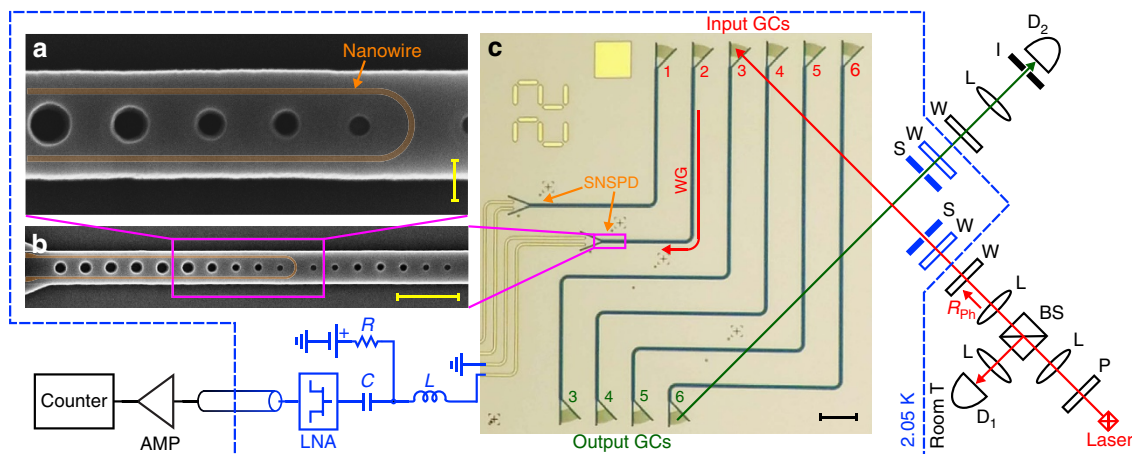 Input GCs
a
Nanowire
c
1
2
3
4
5
6
D2
I
L
W
W
S
SNSPD
WG
b
S
W
W
RPh
L
BS
L
L
P
D1
Laser
R
+
C
L
3
4
5
6
Output GCs
Counter
AMP
LNA
2.05 K
Room T